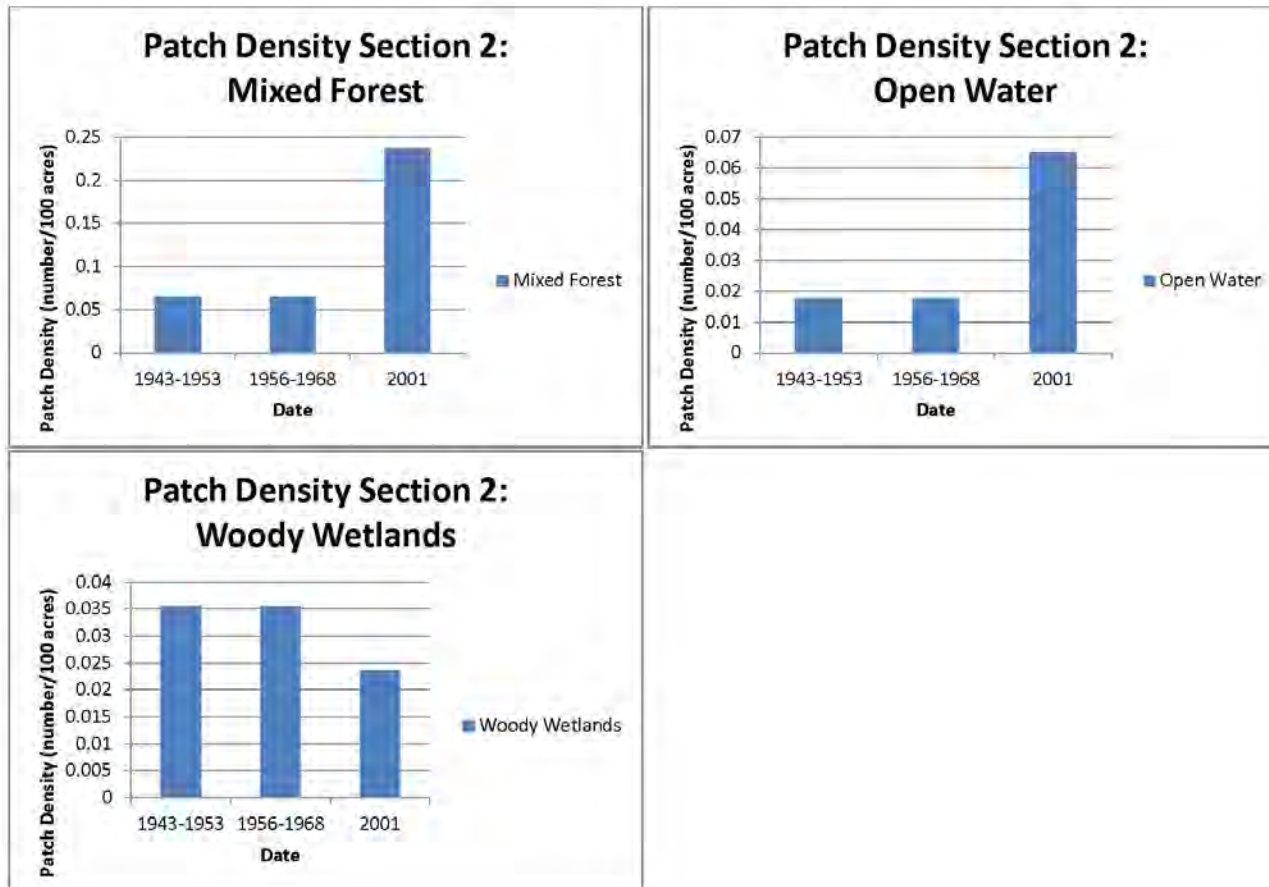 Patch Density Section 2:
Mixed Forest
Patch Density (number/100 acres)
0.25
0.2
0.15
0.1
0.05
0
1943-1953
1956-1968
2001
Date
Mixed Forest
Patch Density Section 2:
Open Water
Patch Density (number/100 acres)
0.07
0.06
0.05
0.04
0.03
0.02
0.01
0
1943-1953
1956-1968
2001
Date
Open Water
Patch Density Section 2:
Woody Wetlands
Patch Density (number/100 acres)
0.04
0.035
0.03
0.025
0.02
0.015
0.01
0.005
0
1943-1953
1956-1968
2001
Date
Woody Wetlands